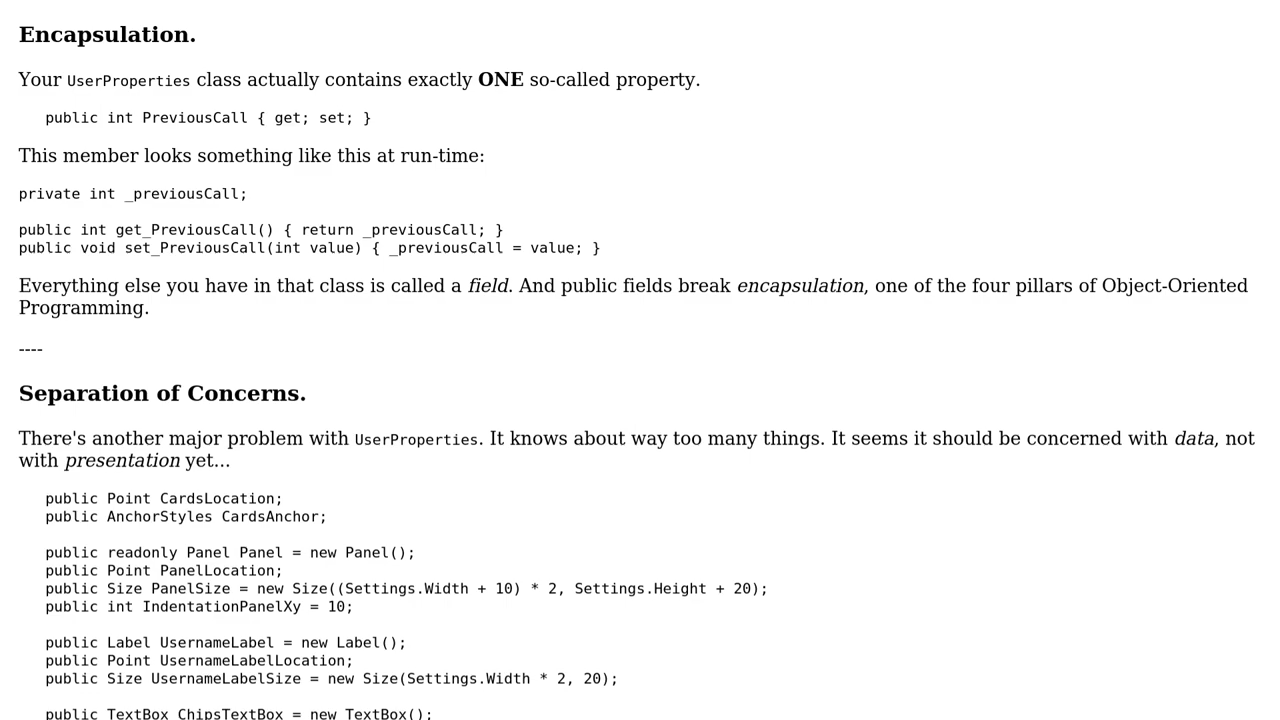 Encapsulation.
Your UserProperties class actually contains exactly ONE so-called property.
public int PreviousCall { get; set; }
This member looks something like this at run-time:
private int _previousCall;
public int get_PreviousCall() { return _previousCall; }
public void set_PreviousCall(int value) { _previousCall = value; }
Everything else you have in that class is called a field. And public fields break encapsulation, one of the four pillars of Object-Oriented
Programming.
----
Separation of Concerns.
There's another major problem with UserProperties. It knows about way too many things. It seems it should be concerned with data, not
with presentation yet...
public Point CardsLocation;
public AnchorStyles CardsAnchor;
public readonly Panel Panel = new Panel();
public Point PanelLocation;
public Size PanelSize = new Size((Settings.Width + 10) * 2, Settings.Height + 20);
public int IndentationPanelXy = 10;
public Label UsernameLabel = new Label();
public Point UsernameLabelLocation;
public Size UsernameLabelSize = new Size(Settings.Width * 2, 20);
public TextBox ChipsTextBox = new TextBox();